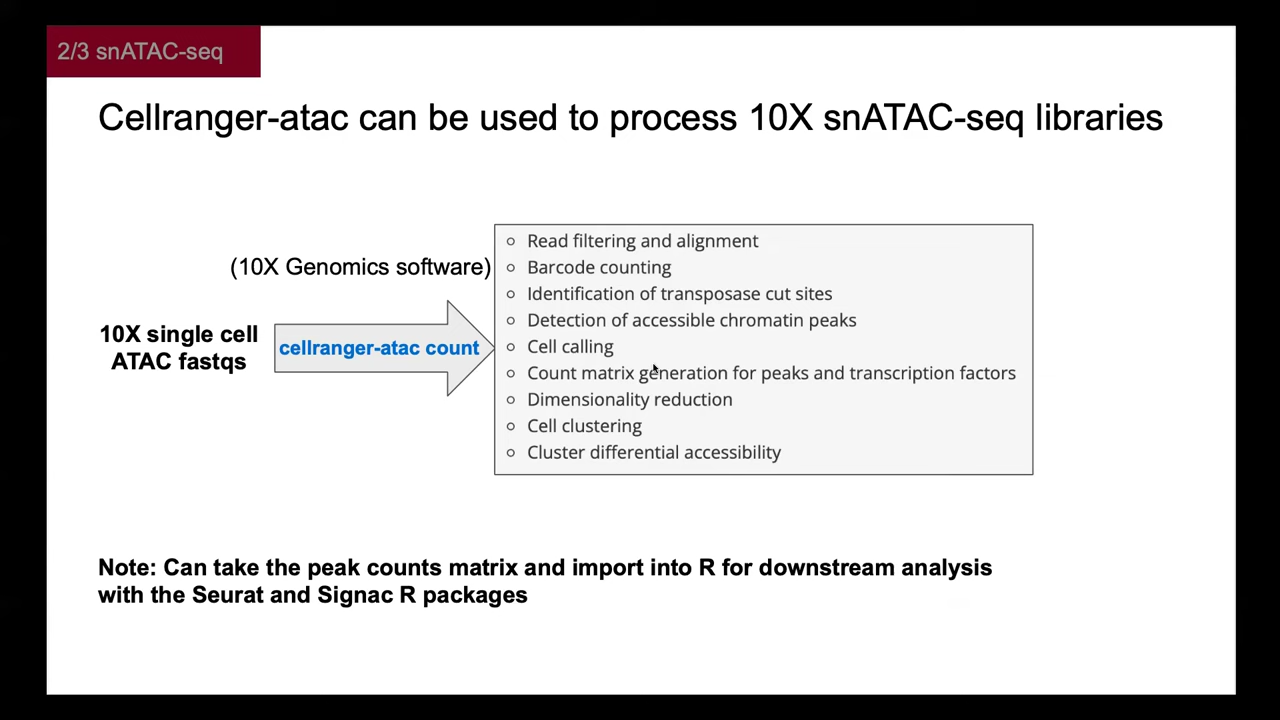 2/3 snATAC-seq
Cellranger-atac can be used to process 10X snATAC-seq libraries
(10X Genomics software)
10X single cell
ATAC fastqs
cellranger-atac count
Read filtering and alignment
Barcode counting
Identification of transposase cut sites
Detection of accessible chromatin peaks
Cell calling
Count matrix generation for peaks and transcription factors
Dimensionality reduction
Cell clustering
Cluster differential accessibility
Note: Can take the peak counts matrix and import into R for downstream analysis
with the Seurat and Signac R packages